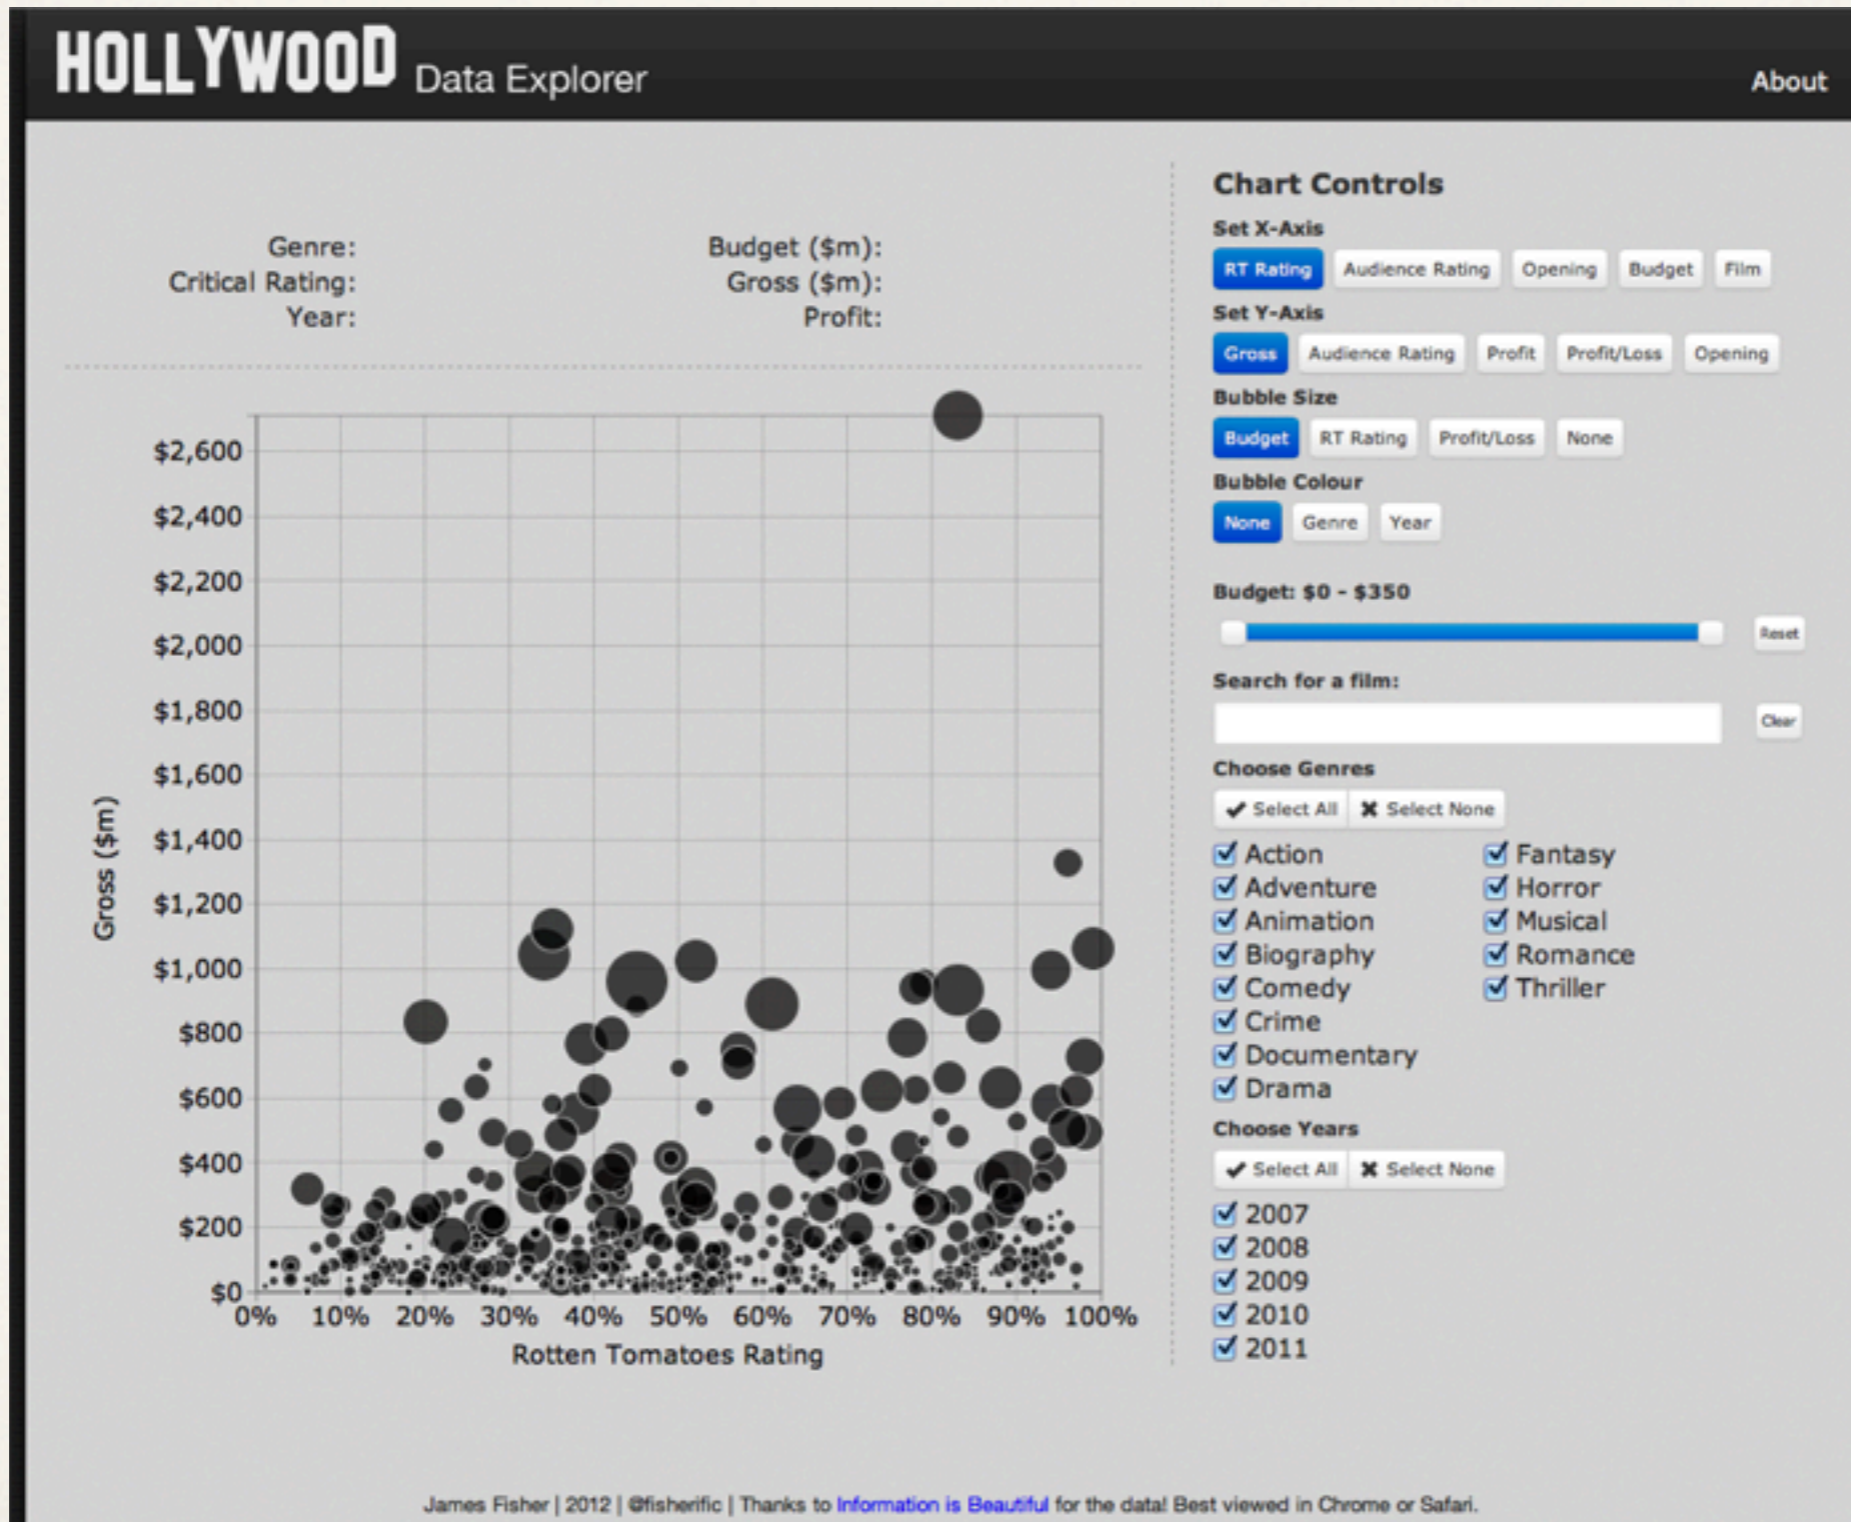 HOLLYWOOD Data Explorer
About
Genre:
Critical Rating:
Year:
Budget ($m):
Gross ($m):
Profit:
$2,600
$2,400
$2,200
$2,000
$1,800
$1,600
$1,400
$1,200
$1,000
$800
$600
$400
$200
$0
Gross ($m)
0% 10% 20% 30% 40% 50% 60% 70% 80% 90% 100%
Rotten Tomatoes Rating
Chart Controls
Set X-Axis
RT Rating Audience Rating Opening Budget Film
Set Y-Axis
Gross Audience Rating Profit Profit/Loss Opening
Bubble Size
Budget RT Rating Profit/Loss None
Bubble Colour
None Genre Year
Budget: $0 - $350
Reset
Search for a film:
Clear
Choose Genres
Select All Select None
Action
Adventure
Animation
Biography
Comedy
Crime
Documentary
Drama
Fantasy
Horror
Musical
Romance
Thriller
Choose Years
Select All Select None
2007
2008
2009
2010
2011
James Fisher | 2012 | @fisherific | Thanks to Information is Beautiful for the data! Best viewed in Chrome or Safari.